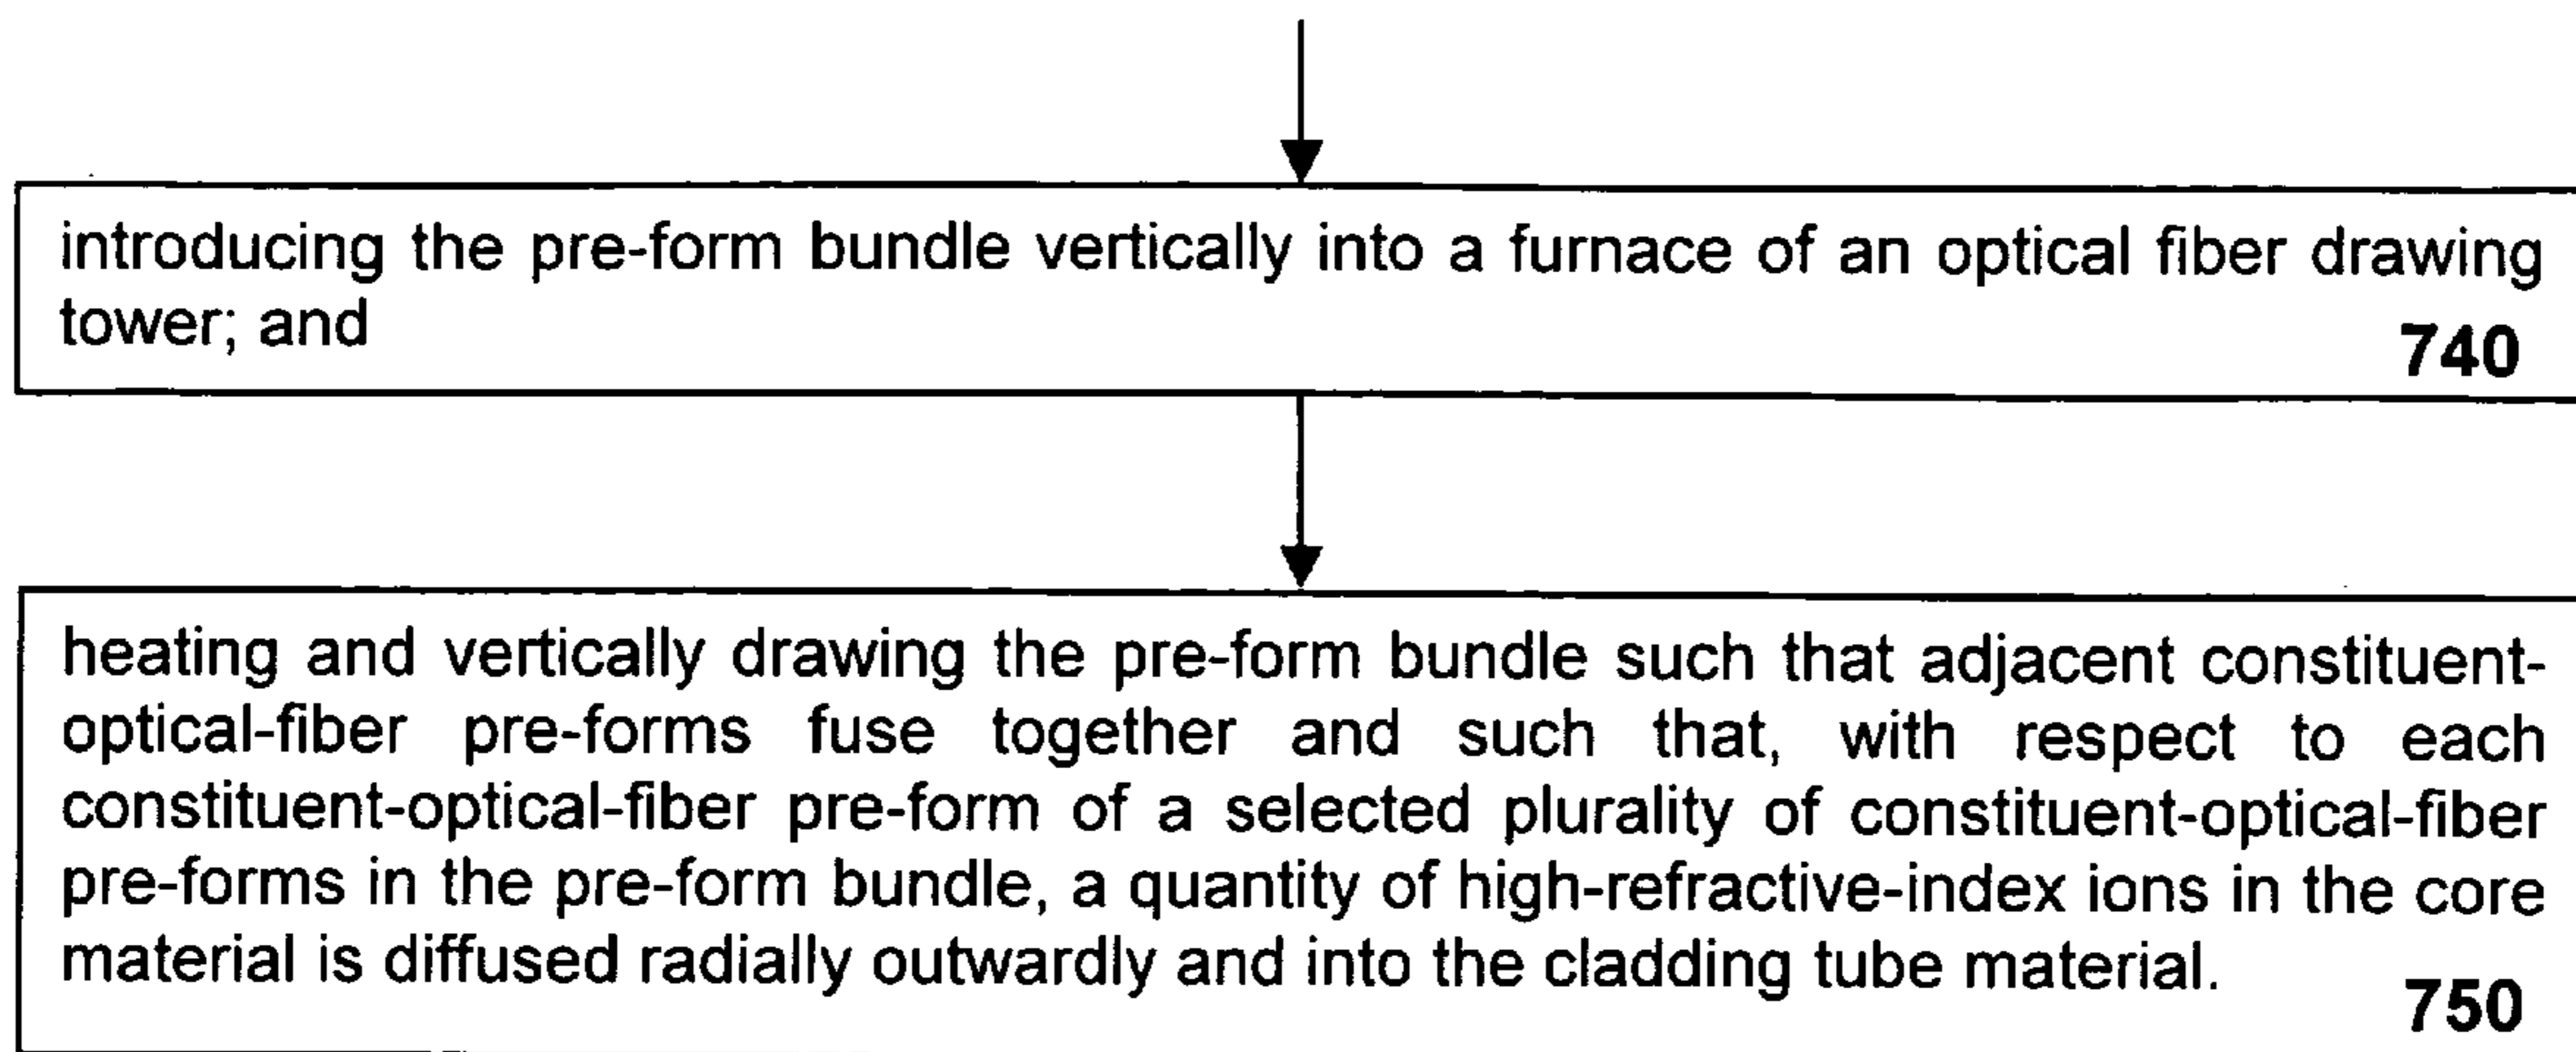 introducing the pre-form bundle vertically into a furnace of an optical fiber drawing
tower; and
740
heating and vertically drawing the pre-form bundle such that adjacent constituent-
optical-fiber pre-forms fuse together and such that, with respect to each
constituent-optical-fiber pre-form of a selected plurality of constituent-optical-fiber
pre-forms in the pre-form bundle, a quantity of high-refractive-index ions in the core
material is diffused radially outwardly and into the cladding tube material.
750